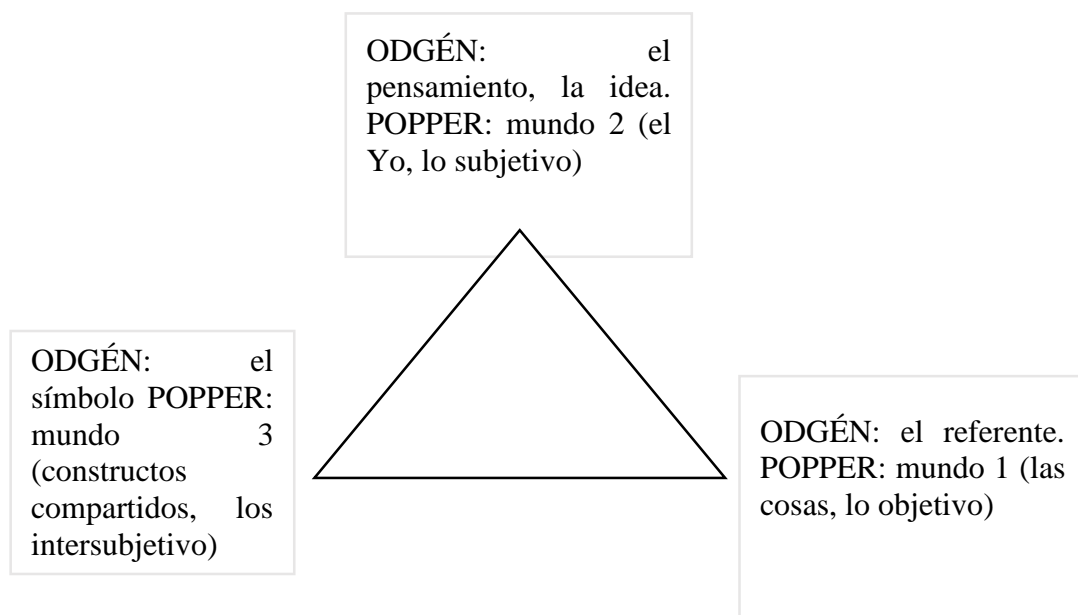 ODGÉN: el
pensamiento, la idea.
POPPER: mundo 2 (el
Yo, lo subjetivo)
ODGÉN: el
símbolo POPPER:
mundo 3
(constructos
compartidos, los
intersubjetivo)
ODGÉN: el referente.
POPPER: mundo 1 (las
cosas, lo objetivo)